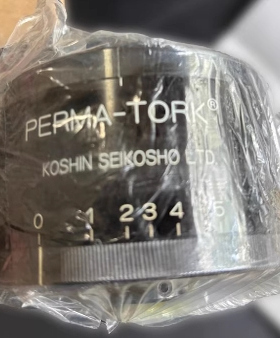 PERMA-TORK®
KOSHIN SEIKOSHO LTD.
0 1 2 3 4 5